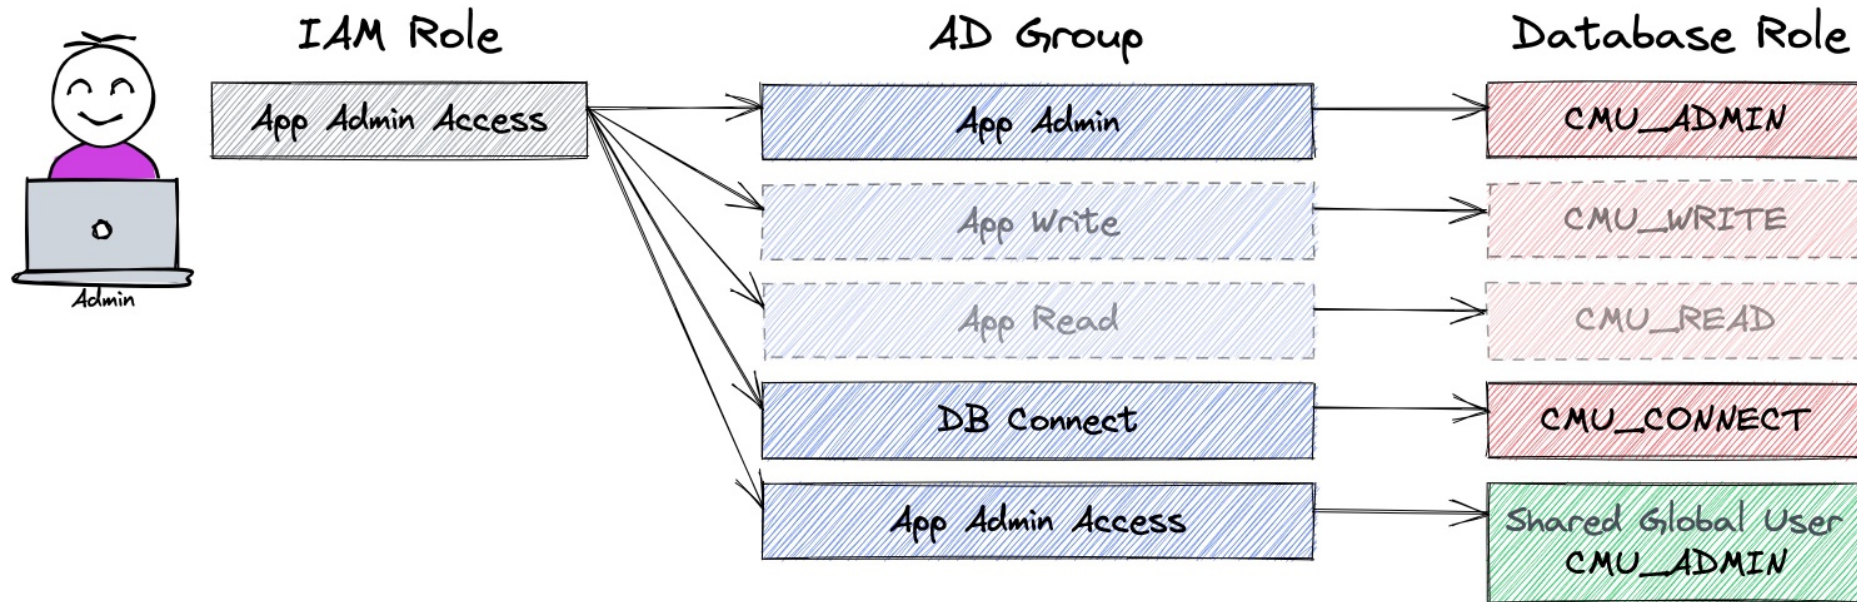 IAM Role
AD Group
Database Role
App Admin Access
App Admin
CMU_ADMIN
App Write
CMU_WRITE
App Read
CMU_READ
DB Connect
CMU_CONNECT
App Admin Access
Shared Global User
CMU_ADMIN
Admin